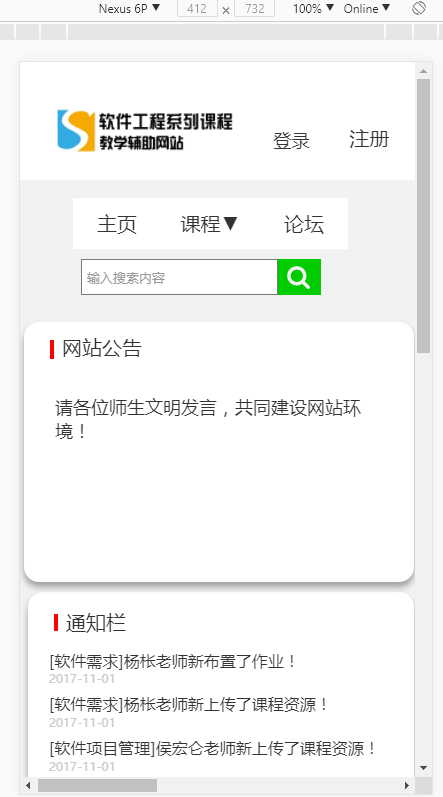 Nexus 6P ▼ 412 × 732 100% ▼ Online ▼
软件工程系列课程
教学辅助网站
登录 注册
主页 课程▼ 论坛
输入搜索内容
网站公告
请各位师生文明发言，共同建设网站环
境！
通知栏
[软件需求]杨枨老师新布置了作业！
2017-11-01
[软件需求]杨枨老师新上传了课程资源！
2017-11-01
[软件项目管理]侯宏仑老师新上传了课程资源！
2017-11-01